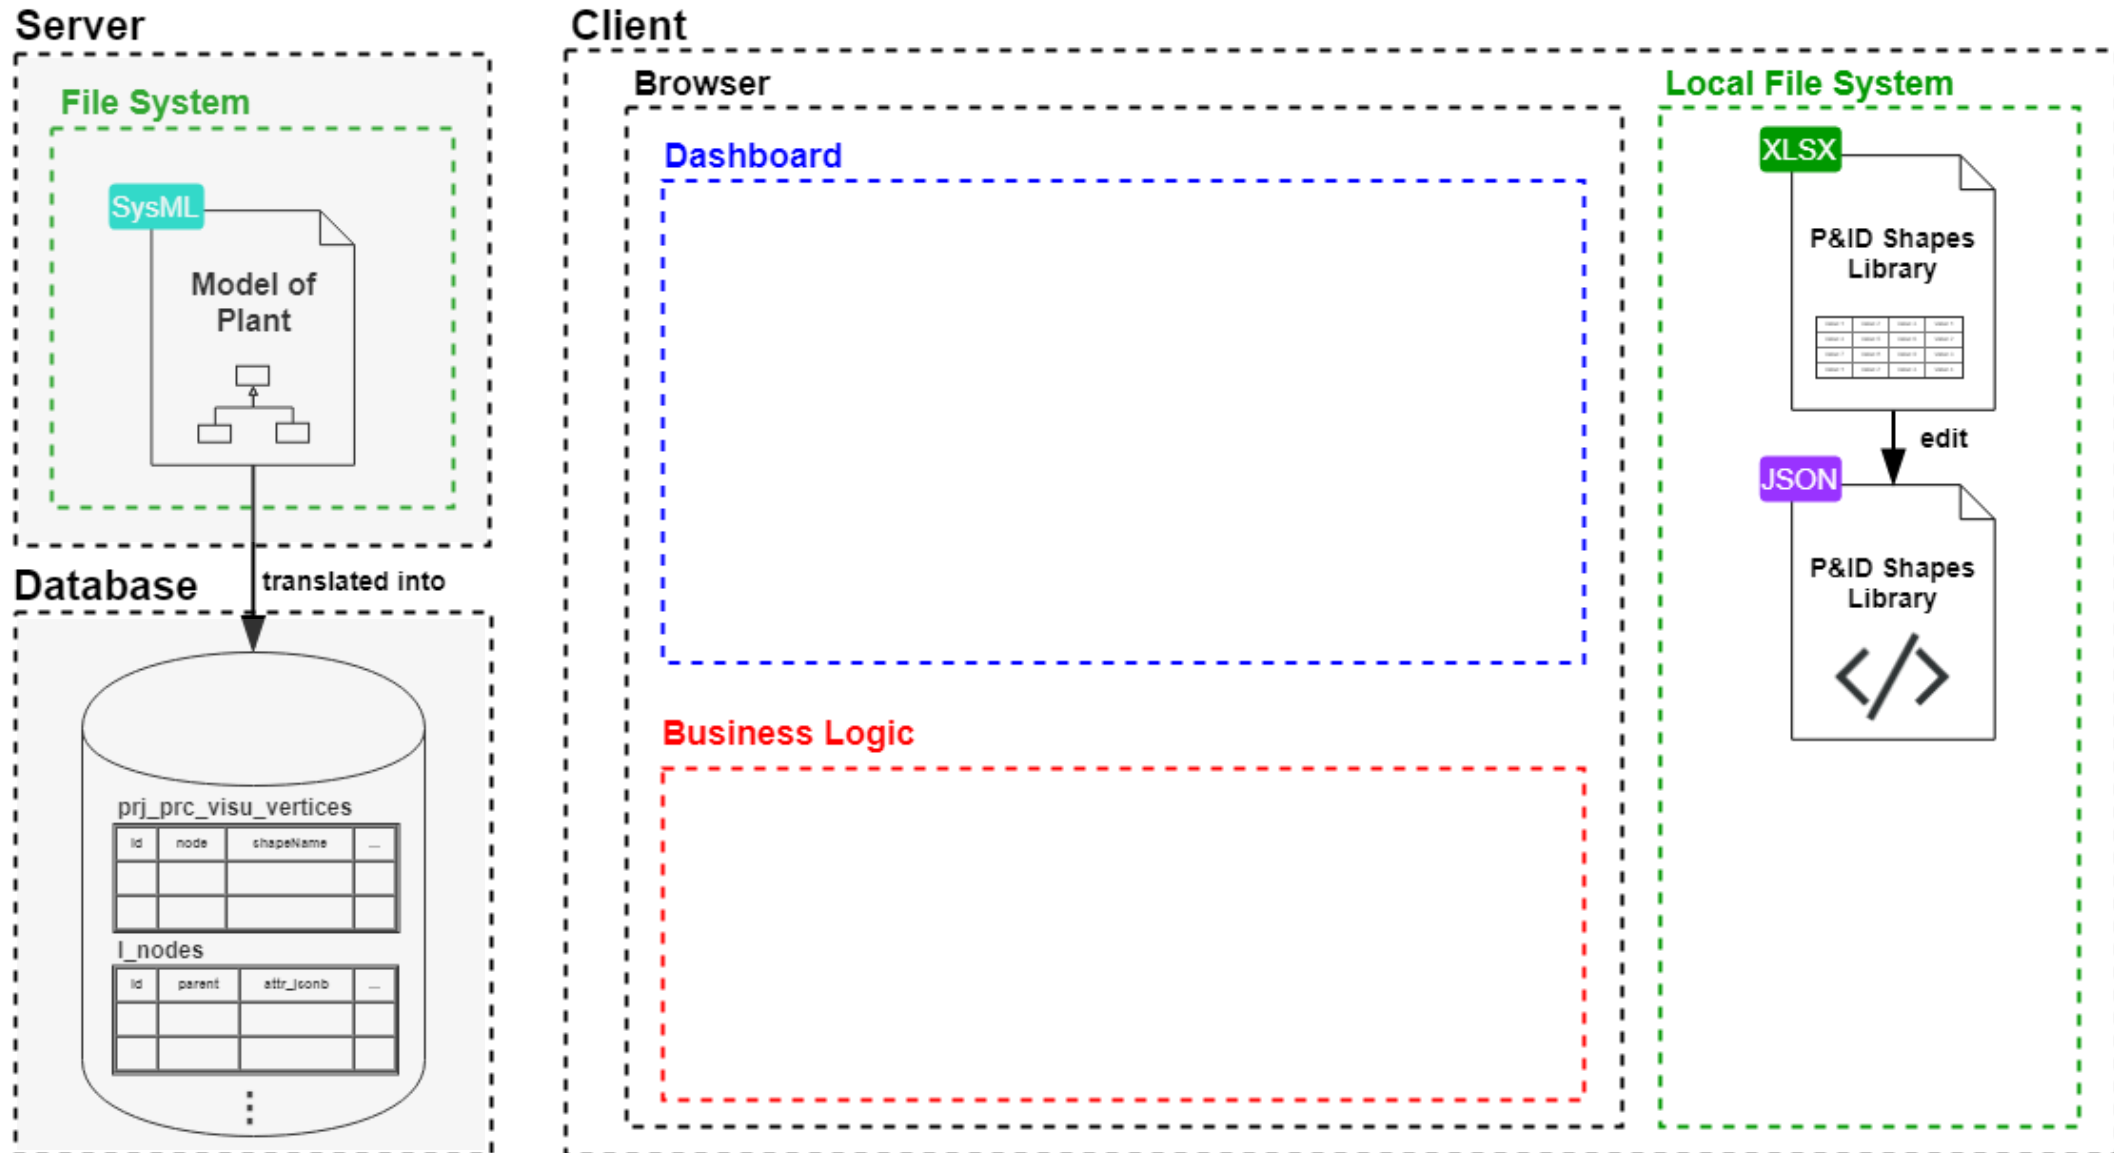 Server
File System
SysML
Model of
Plant
translated into
Database
prj_prc_visu_vertices
id node shapeName ...
l_nodes
id parent attr_jsonb ...
Client
Browser
Dashboard
Business Logic
Local File System
XLSX
P&ID Shapes
Library
edit
JSON
P&ID Shapes
Library
</>